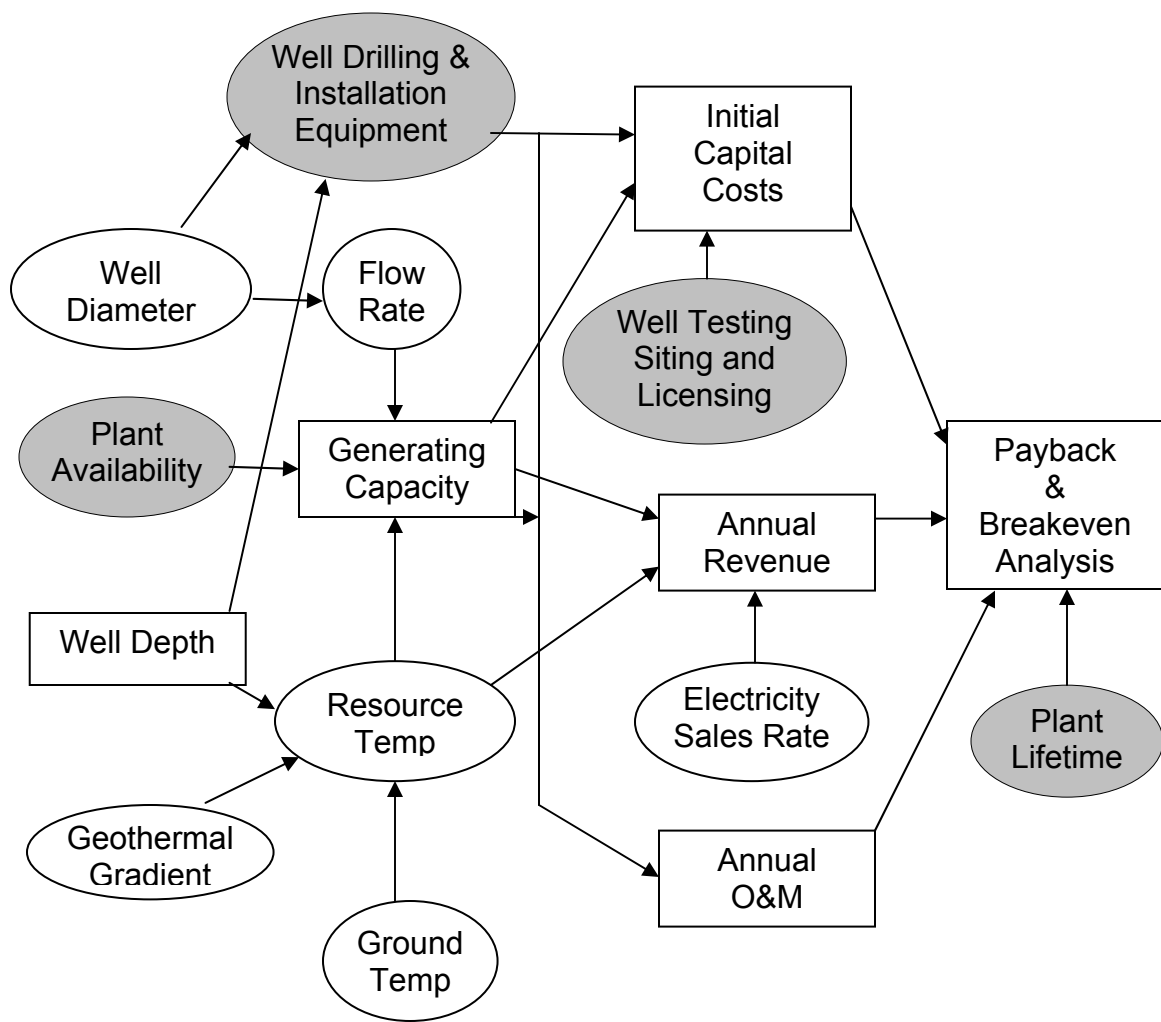 Well Drilling &
Installation
Equipment
Initial
Capital
Costs
Well
Diameter
Flow
Rate
Well Testing
Siting and
Licensing
Plant
Availability
Generating
Capacity
Payback
&
Breakeven
Analysis
Annual
Revenue
Well Depth
Resource
Temp
Electricity
Sales Rate
Plant
Lifetime
Geothermal
Gradient
Annual
O&M
Ground
Temp